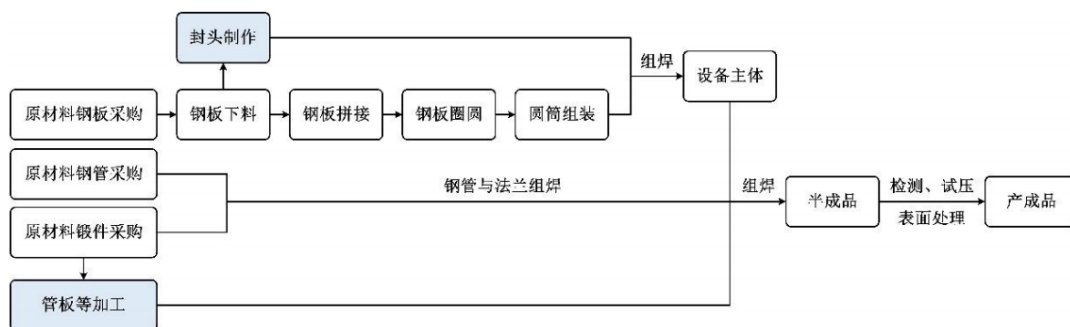 封头制作
组焊
设备主体
原材料钢板采购
钢板下料
钢板拼接
钢板圈圆
圆筒组装
原材料钢管采购
钢管与法兰组焊
组焊
半成品
检测、试压
表面处理
产成品
原材料锻件采购
管板等加工